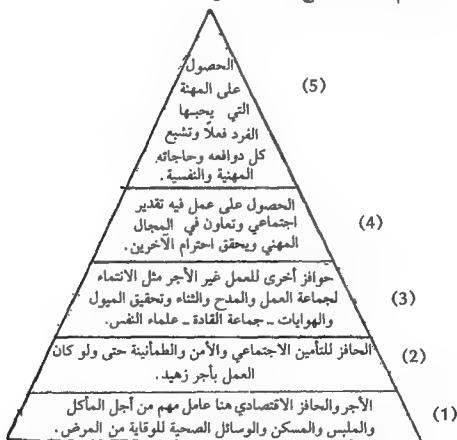 الحصول
على المهنة
التي يحبها
الفرد فعلاً وتشبع
كل دوافعه وحاجاته
المهنية والنفسية .
(5)
الحصول على عمل فيه تقدير
اجتماعي وتعاون في المجال
المهني ويحقق احترام الآخرين.
(4)
حوافز أخرى للعمل غير الأجر مثل الانتماء
لجماعة العمل والمدح والثناء وتحقيق الميول
والهوايات ـ جماعة القادة ـ علماء النفس.
(3)
الحافز للتأمين الاجتماعي والأمن والطمأنينة حتى ولو كان
العمل بأجر زهيد.
(2)
الأجر والحافز الاقتصادي هنا عامل مهم من أجل المأكل
والملبس والمسكن والوسائل الصحية للوقاية من المرض.
(1)